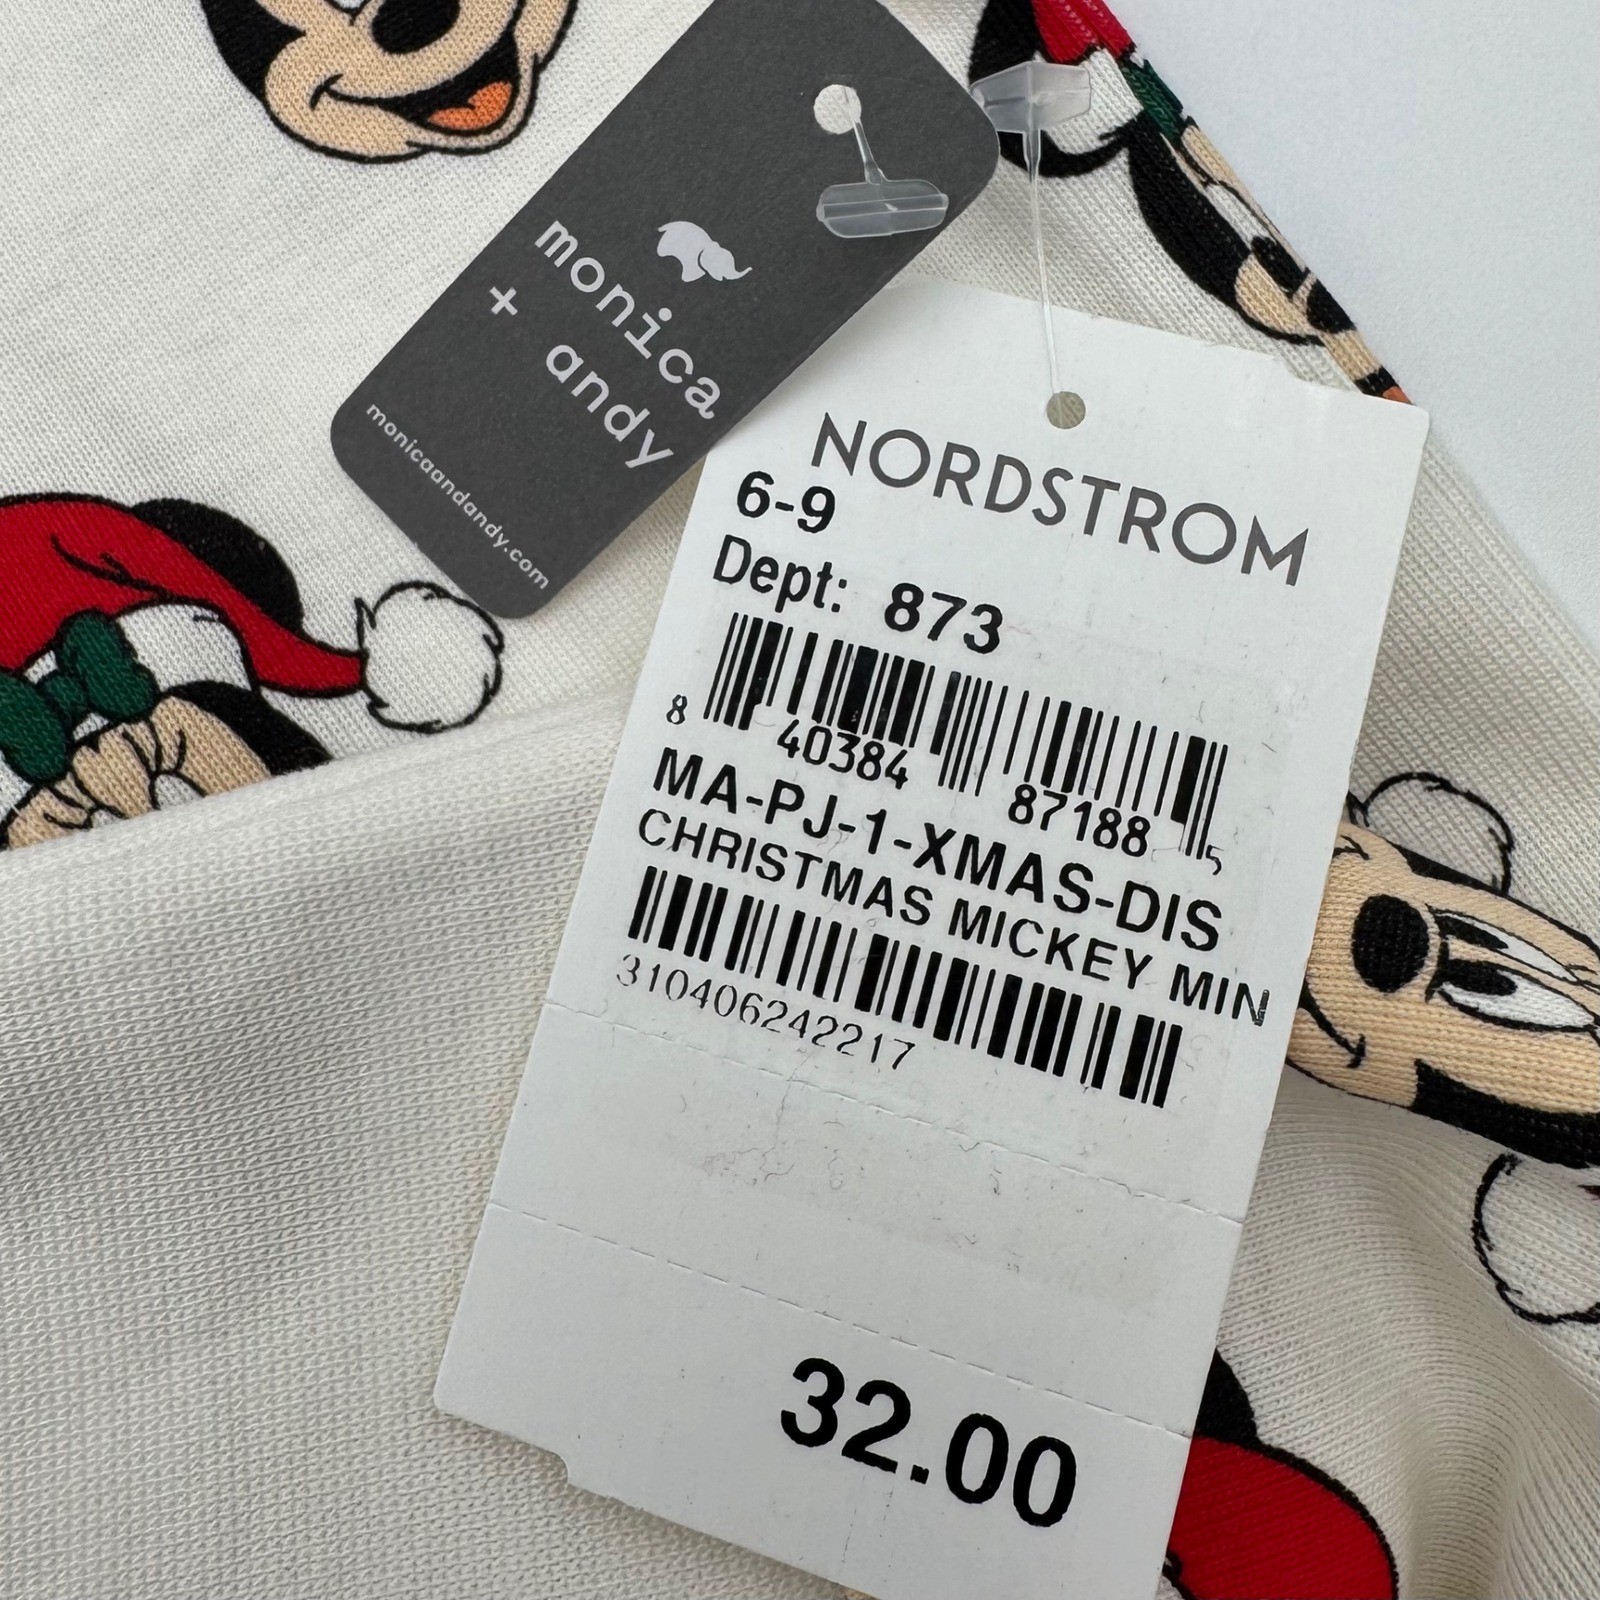 monica
+ andy
monicaandandy.com
NORDSTROM
6-9
Dept: 873
8 40384 87188 5
MA-PJ-1-XMAS-DIS
CHRISTMAS MICKEY MIN
310406242217
32.00